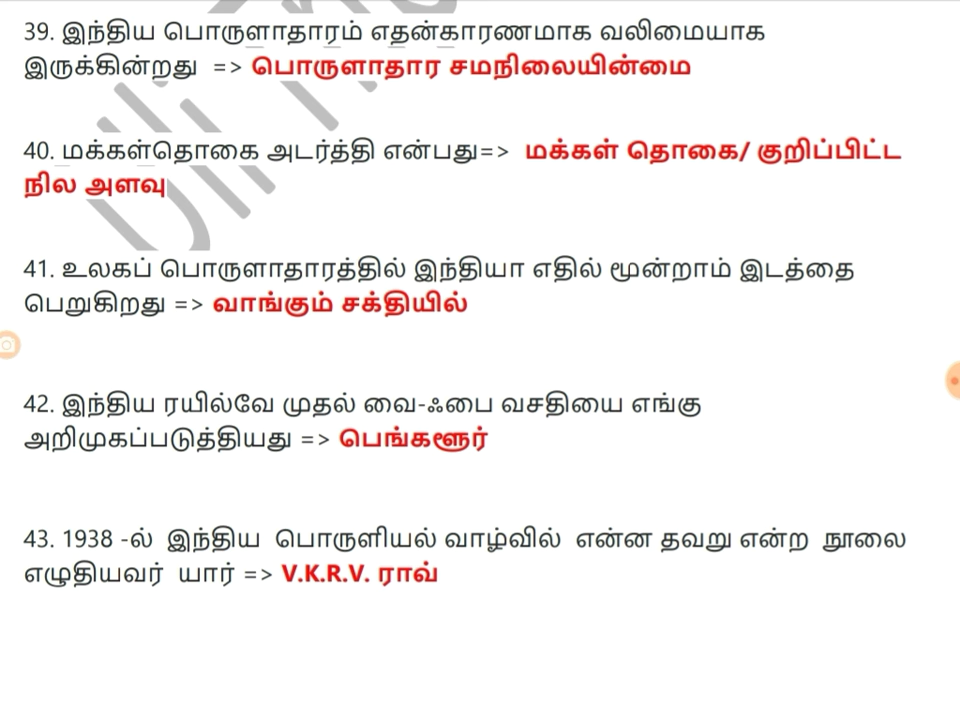 39. இந்திய பொருளாதாரம் எதன்காரணமாக வலிமையாக
இருக்கின்றது => பொருளாதார சமநிலையின்மை
40. மக்கள்தொகை அடர்த்தி என்பது=> மக்கள் தொகை/ குறிப்பிட்ட
நில அளவு
41. உலகப் பொருளாதாரத்தில் இந்தியா எதில் மூன்றாம் இடத்தை
பெறுகிறது => வாங்கும் சக்தியில்
42. இந்திய ரயில்வே முதல் வை-ஃபை வசதியை எங்கு
அறிமுகப்படுத்தியது => பெங்களூர்
43. 1938 -ல் இந்திய பொருளியல் வாழ்வில் என்ன தவறு என்ற நூலை
எழுதியவர் யார் => V.K.R.V. ராவ்